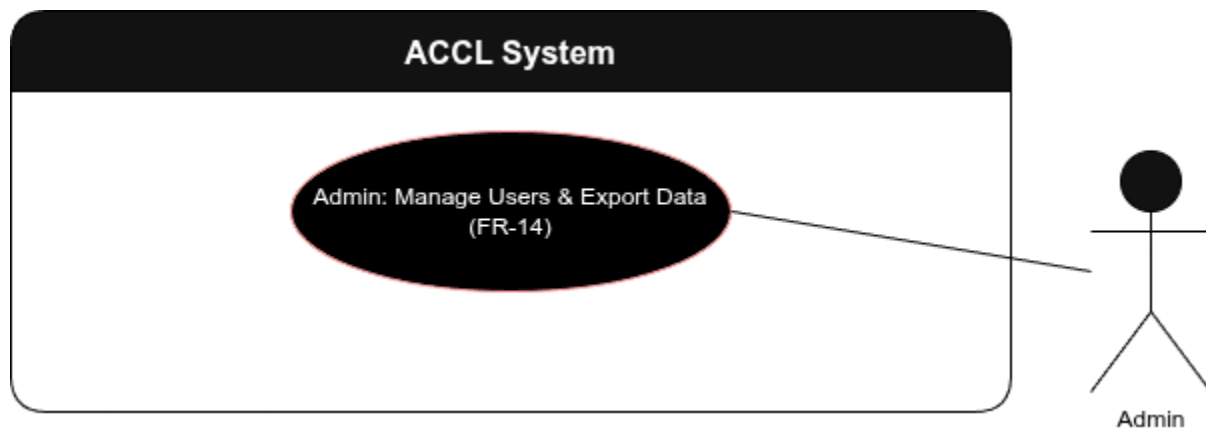 ACCL System
Admin: Manage Users & Export Data
(FR-14)
Admin